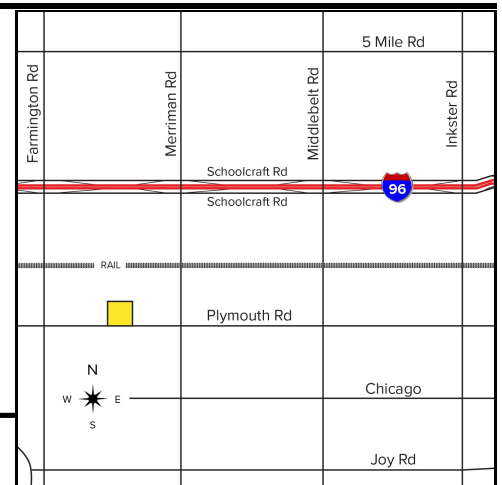 5 Mile Rd
Farmington Rd
Merriman Rd
Middlebelt Rd
Inkster Rd
Schoolcraft Rd
96
Schoolcraft Rd
RAIL
Plymouth Rd
N
W E
S
Chicago
Joy Rd